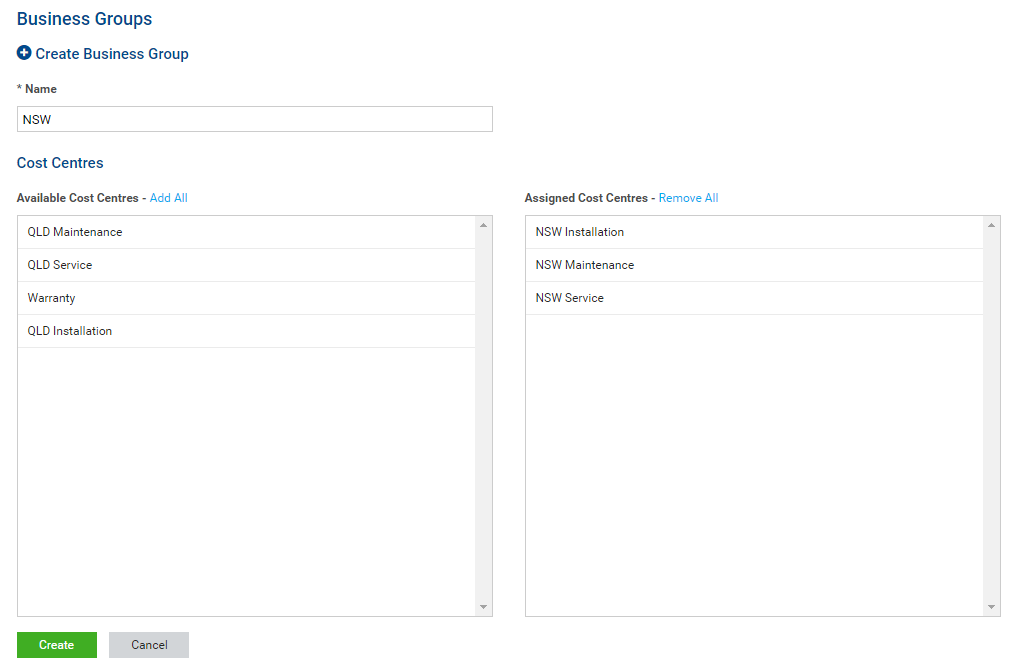 Business Groups
Create Business Group
* Name
NSW
Cost Centres
Available Cost Centres - Add All
QLD Maintenance
QLD Service
Warranty
QLD Installation
Assigned Cost Centres - Remove All
NSW Installation
NSW Maintenance
NSW Service
Create
Cancel